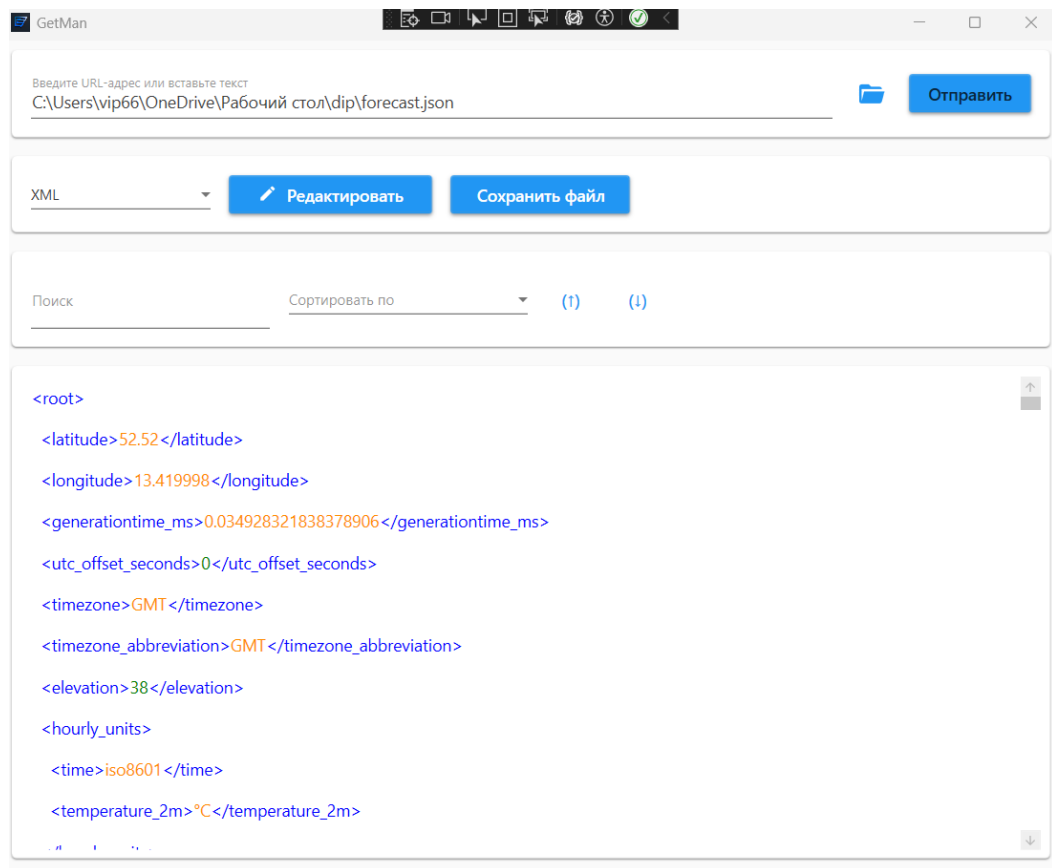 GetMan
Введите URL-адрес или вставьте текст
C:\Users\vip66\OneDrive\Рабочий стол\dip\forecast.json
Отправить
XML
Редактировать
Сохранить файл
Поиск
Сортировать по
(↑)
(↓)
<root>
<latitude>52.52</latitude>
<longitude>13.419998</longitude>
<generationtime_ms>0.034928321838378906</generationtime_ms>
<utc_offset_seconds>0</utc_offset_seconds>
<timezone>GMT</timezone>
<timezone_abbreviation>GMT</timezone_abbreviation>
<elevation>38</elevation>
<hourly_units>
<time>iso8601</time>
<temperature_2m>°C</temperature_2m>